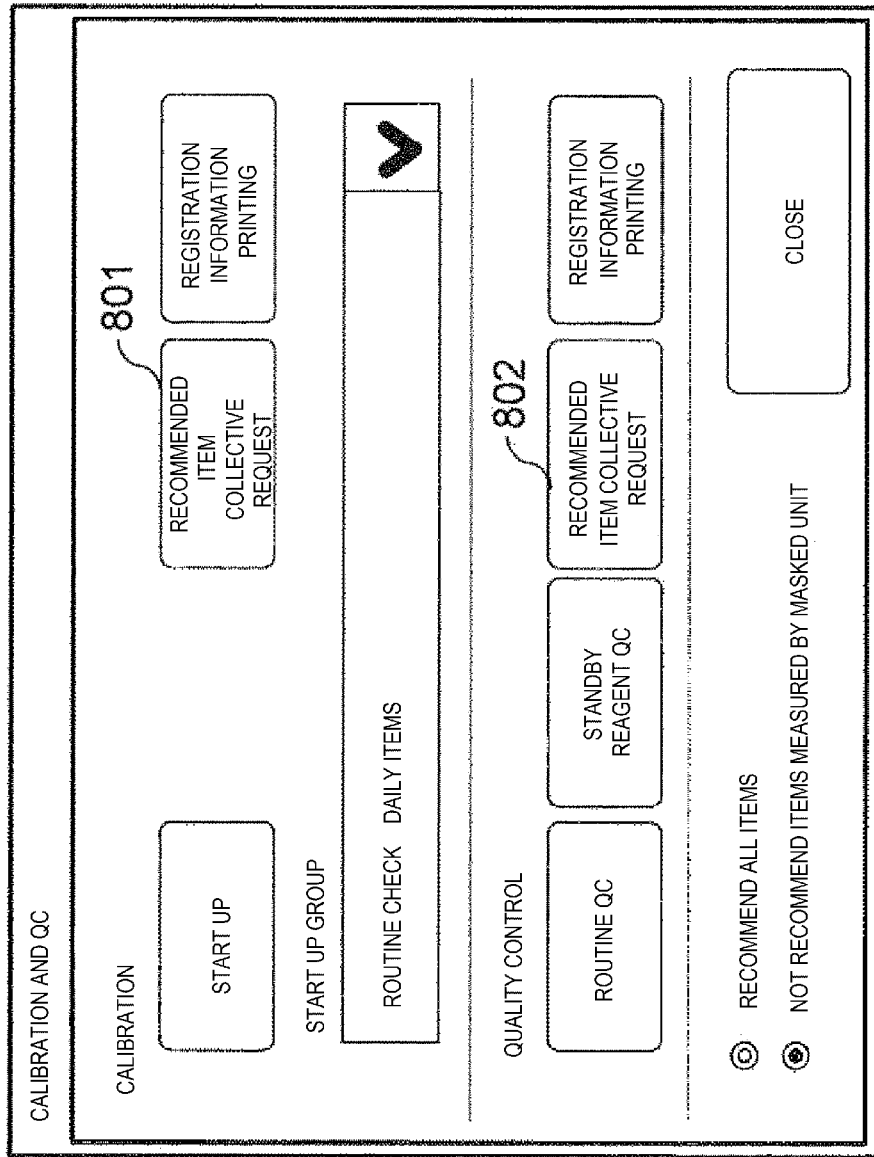 CALIBRATION AND QC
CALIBRATION
801
START UP
RECOMMENDED
ITEM
COLLECTIVE
REQUEST
REGISTRATION
INFORMATION
PRINTING
START UP GROUP
ROUTINE CHECK DAILY ITEMS
QUALITY CONTROL
802
ROUTINE QC
STANDBY
REAGENT QC
RECOMMENDED
ITEM COLLECTIVE
REQUEST
REGISTRATION
INFORMATION
PRINTING
RECOMMEND ALL ITEMS
NOT RECOMMEND ITEMS MEASURED BY MASKED UNIT
CLOSE